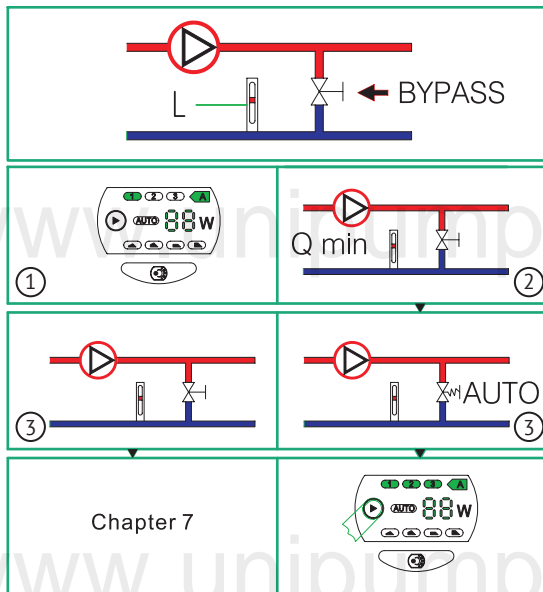 L
BYPASS
1 2 3 A
AUTO 88 W
1
Q min
2
3
AUTO
3
Chapter 7
1 2 3 A
AUTO 88 W
www.unipump
www.unipump